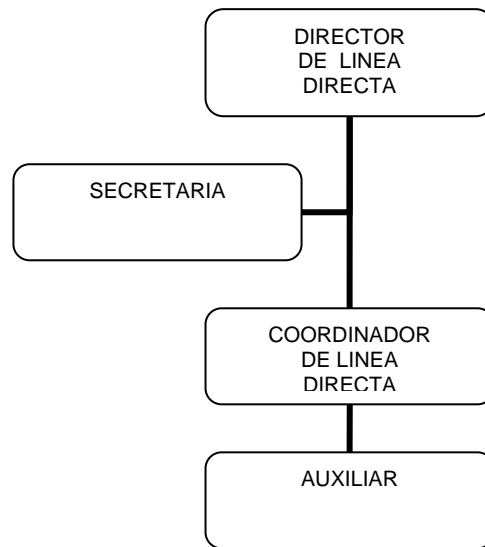 DIRECTOR
DE LINEA
DIRECTA
SECRETARIA
COORDINADOR
DE LINEA
DIRECTA
AUXILIAR